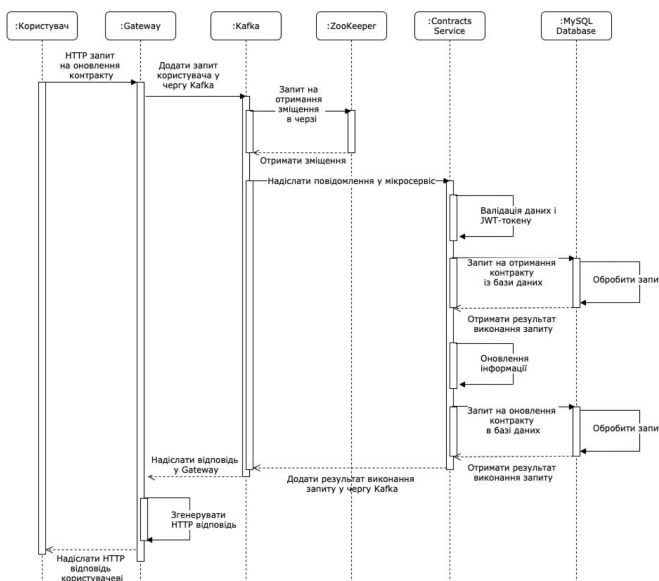 :Користувач
:Gateway
:Kafka
:ZooKeeper
:Contracts
Service
:MySQL
Database
HTTP запит
на оновлення
контракту
Додати запит
користувача у
чергу Kafka
Запит на
отримання
зміщення
в черзі
Отримати зміщення
Надіслати повідомлення у мікросервіс
Валідація даних і
JWT-токену
Запит на отримання
контракту
із бази даних
Обробити запи
Отримати результат
виконання запиту
Оновлення
інформації
Запит на оновлення
контракту
в базі даних
Обробити запи
Отримати результат
виконання запиту
Надіслати відповідь
у Gateway
Додати результат виконання
запиту у чергу Kafka
Згенерувати
HTTP відповідь
Надіслати HTTP
відповідь
користувачеві